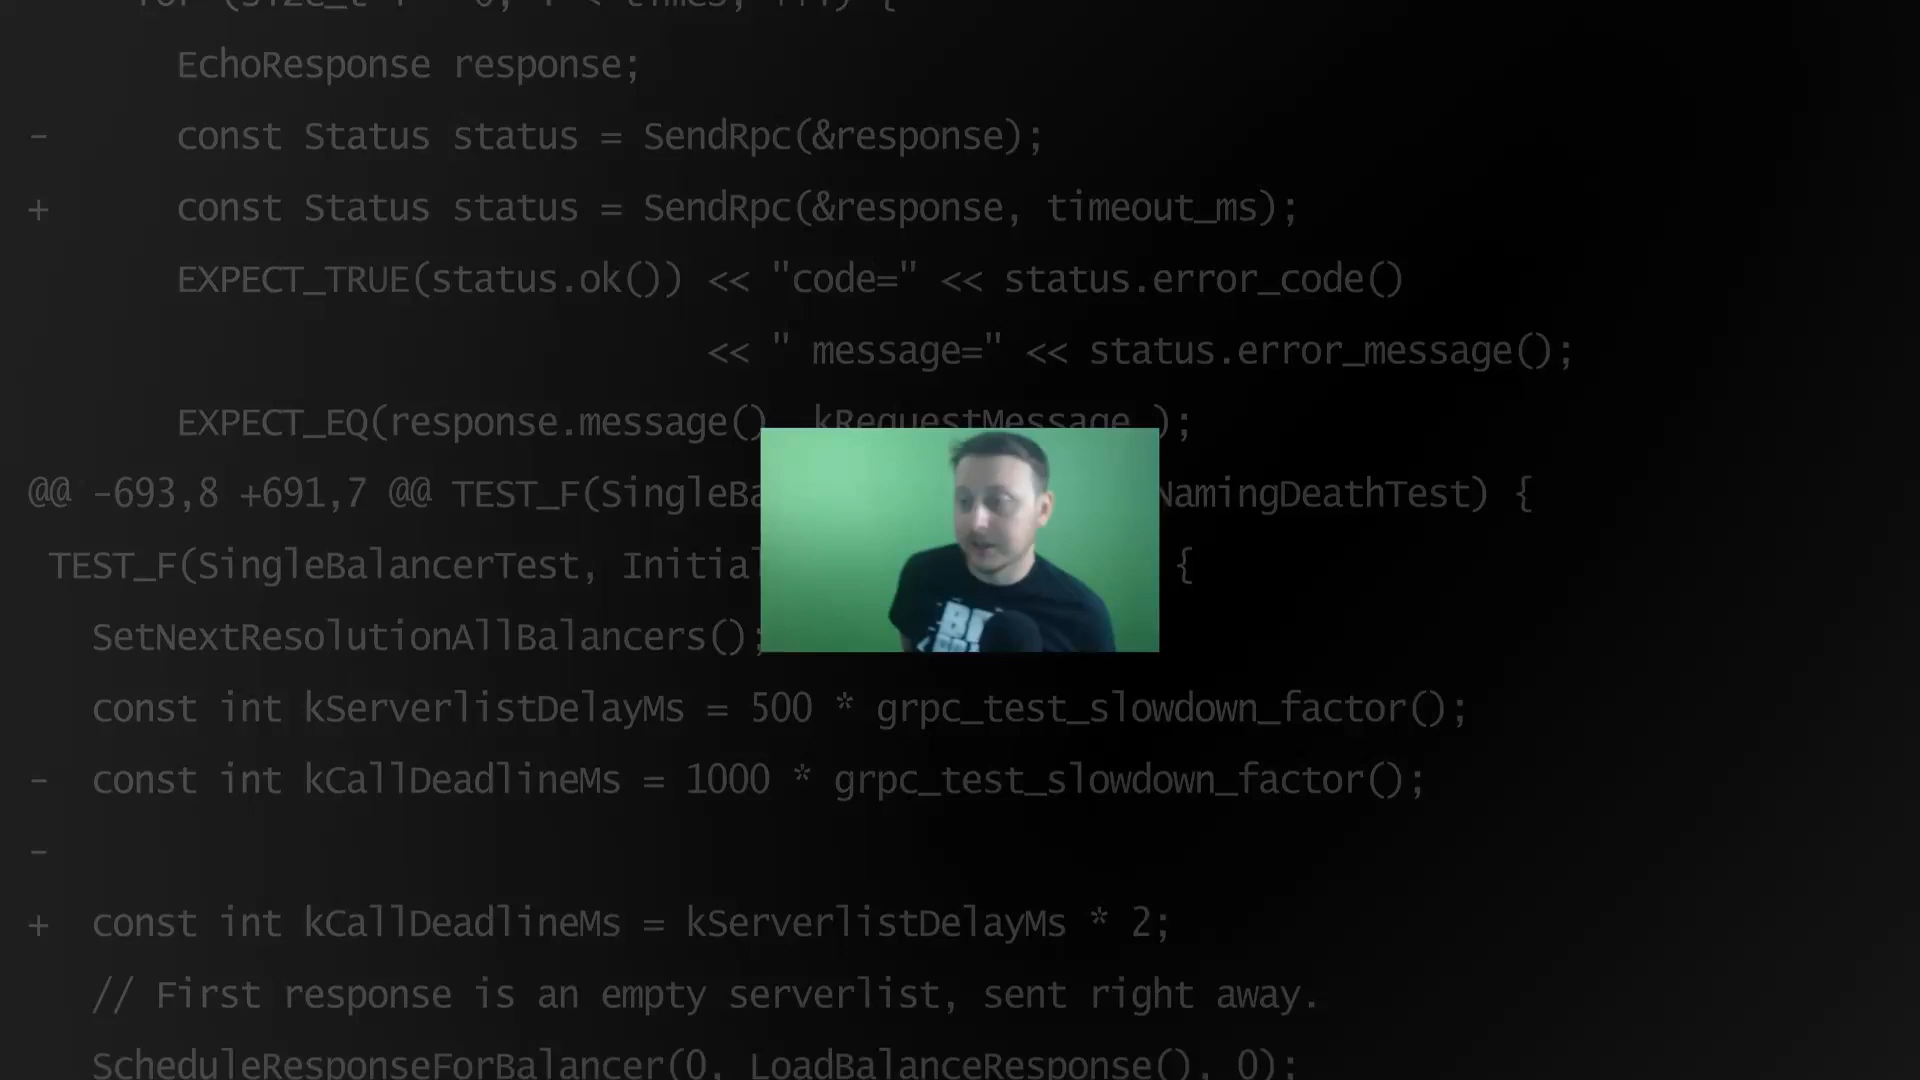 EchoResponse response;
- const Status status = SendRpc(&response);
+ const Status status = SendRpc(&response, timeout_ms);
EXPECT_TRUE(status.ok()) << "code=" << status.error_code()
<< " message=" << status.error_message();
EXPECT_EQ(response.message(), kRequestMessage_);
@@ -693,8 +691,7 @@ TEST_F(SingleBa NamingDeathTest) {
TEST_F(SingleBalancerTest, Initial {
SetNextResolutionAllBalancers();
const int kServerlistDelayMs = 500 * grpc_test_slowdown_factor();
- const int kCallDeadlineMs = 1000 * grpc_test_slowdown_factor();
-
+ const int kCallDeadlineMs = kServerlistDelayMs * 2;
// First response is an empty serverlist, sent right away.
ScheduleResponseForBalancer(0, LoadBalanceResponse(), 0);